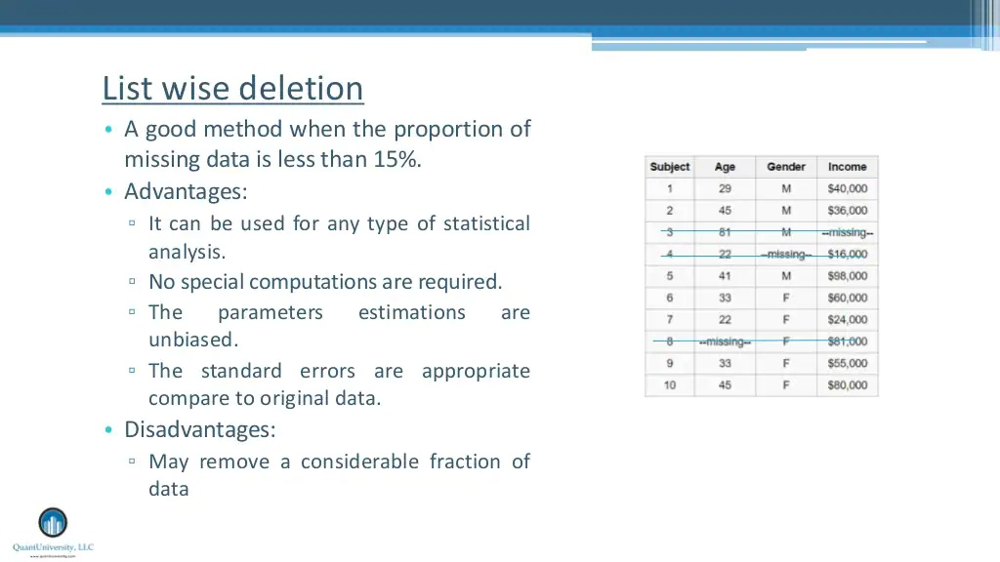 List wise deletion
• A good method when the proportion of
missing data is less than 15%.
• Advantages:
▫ It can be used for any type of statistical
analysis.
▫ No special computations are required.
▫ The parameters estimations are
unbiased.
▫ The standard errors are appropriate
compare to original data.
• Disadvantages:
▫ May remove a considerable fraction of
data
Subject Age Gender Income
1 29 M $40,000
2 45 M $36,000
3 81 M --missing--
4 22 --missing-- $16,000
5 41 M $98,000
6 33 F $60,000
7 22 F $24,000
8 --missing-- F $81,000
9 33 F $55,000
10 45 F $80,000
QuantUniversity, LLC
www.quantuniversity.com